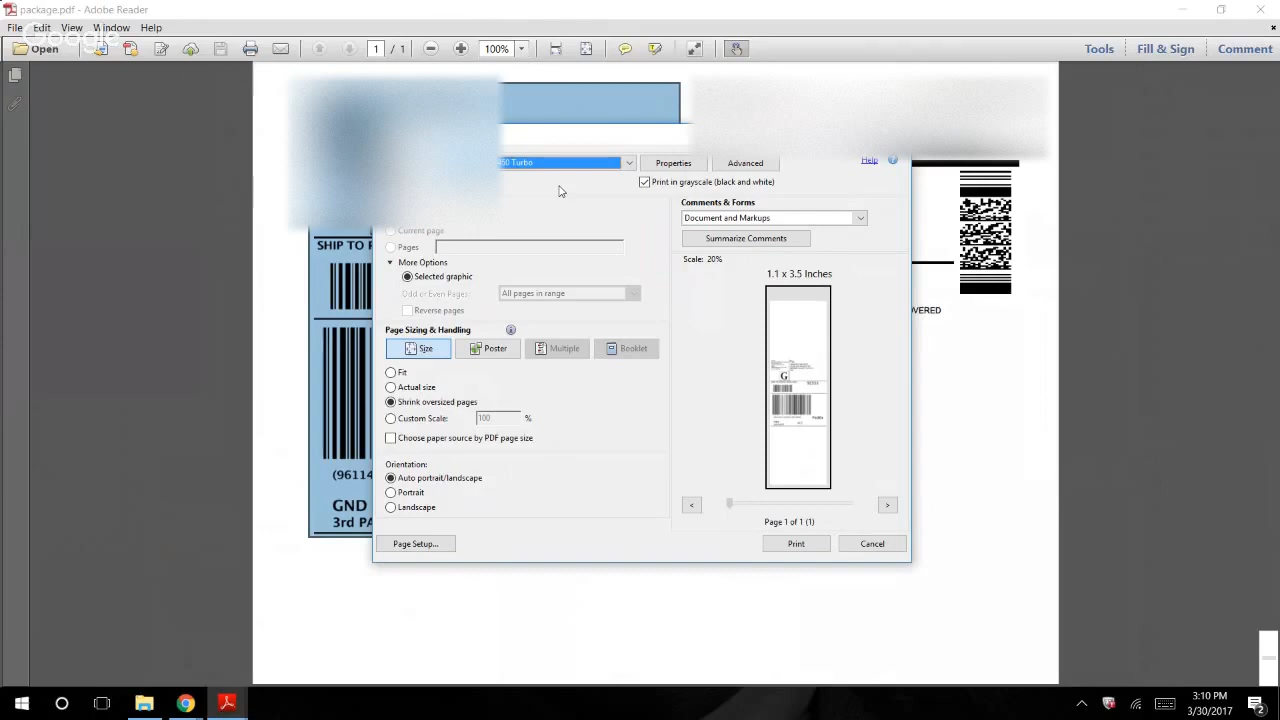 package.pdf - Adobe Reader
File Edit View Window Help
Google
Open 1 / 1 100% Tools Fill & Sign Comment
Turbo Properties Advanced Help
Print in grayscale (black and white)
Current page
Pages
More Options
Selected graphic
Odd or Even Pages: All pages in range
Reverse pages
Page Sizing & Handling
Size Poster Multiple Booklet
Fit
Actual size
Shrink oversized pages
Custom Scale: 100 %
Choose paper source by PDF page size
Orientation:
Auto portrait/landscape
Portrait
Landscape
Comments & Forms
Document and Markups
Summarize Comments
Scale: 20%
1.1 x 3.5 Inches
G
< >
Page 1 of 1 (1)
Page Setup... Print Cancel
SHIP TO
(96114
GND
3rd PA
VERED
3:10 PM
3/30/2017
2